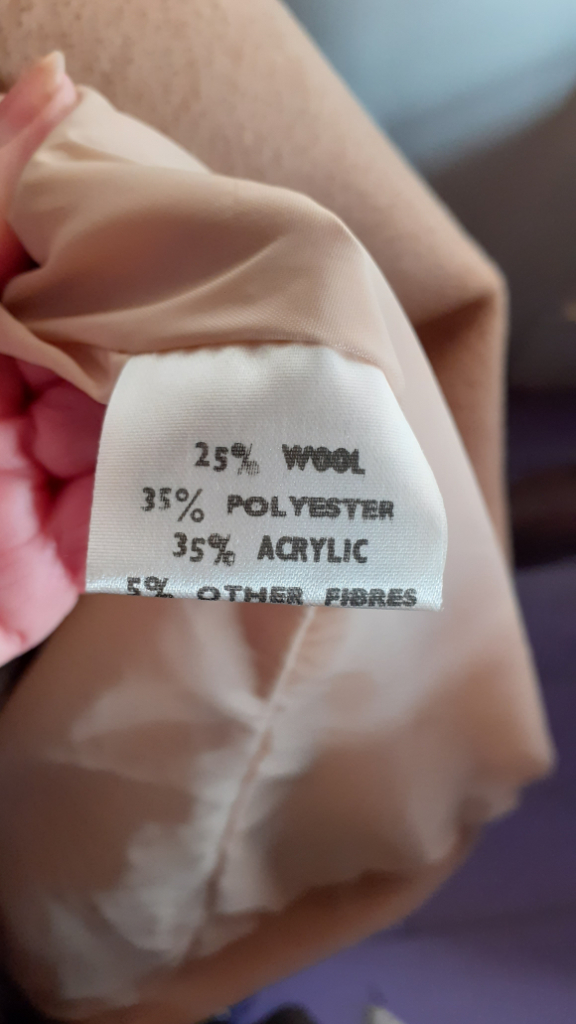 25% WOOL
35% POLYESTER
35% ACRYLIC
5% OTHER FIBRES